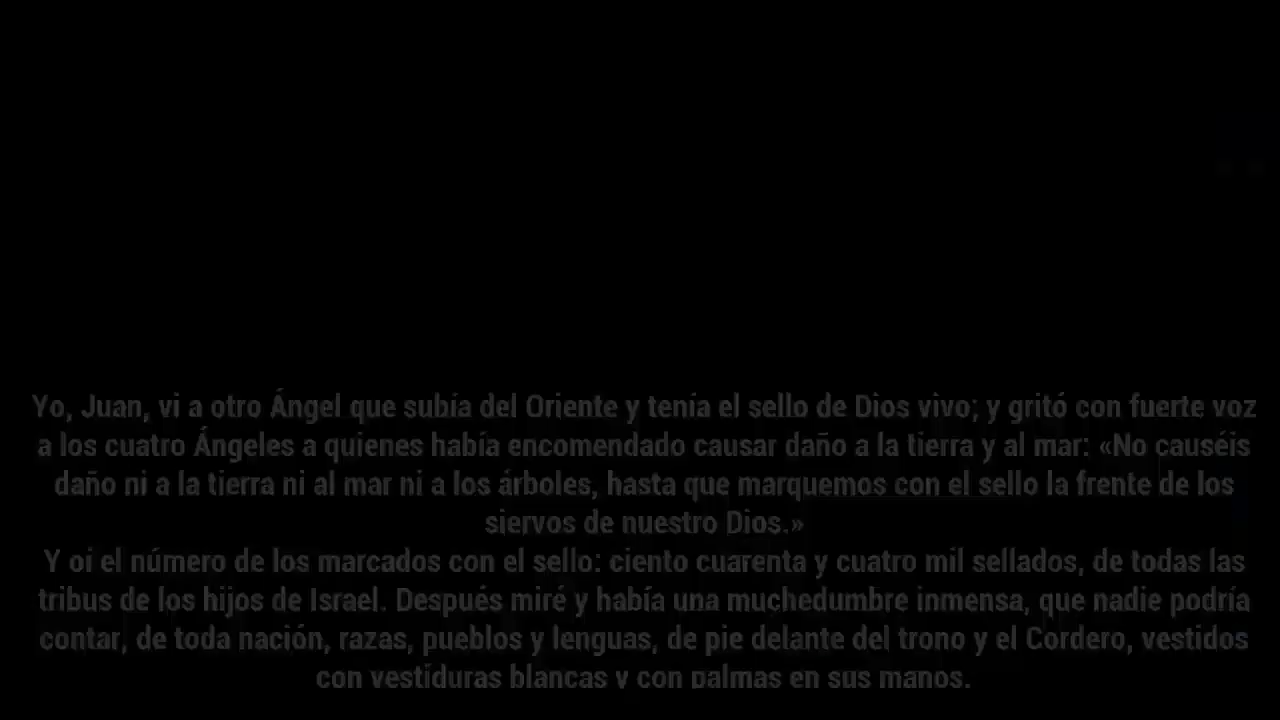 Yo, Juan, vi a otro Ángel que subía del Oriente y tenía el sello de Dios vivo; y gritó con fuerte voz
a los cuatro Ángeles a quienes había encomendado causar daño a la tierra y al mar: «No causéis
daño ni a la tierra ni al mar ni a los árboles, hasta que marquemos con el sello la frente de los
siervos de nuestro Dios.»
Y oí el número de los marcados con el sello: ciento cuarenta y cuatro mil sellados, de todas las
tribus de los hijos de Israel. Después miré y había una muchedumbre inmensa, que nadie podría
contar, de toda nación, razas, pueblos y lenguas, de pie delante del trono y el Cordero, vestidos
con vestiduras blancas y con palmas en sus manos.